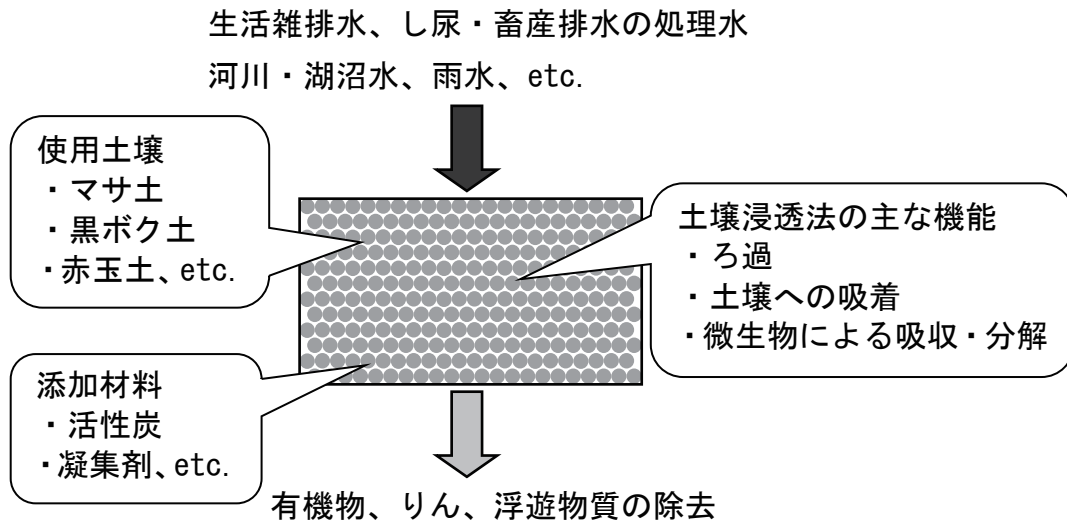 生活雑排水、し尿・畜産排水の処理水
河川・湖沼水、雨水、etc.
使用土壌
・マサ土
・黒ボク土
・赤玉土、etc.
土壌浸透法の主な機能
・ろ過
・土壌への吸着
・微生物による吸収・分解
添加材料
・活性炭
・凝集剤、etc.
有機物、りん、浮遊物質の除去